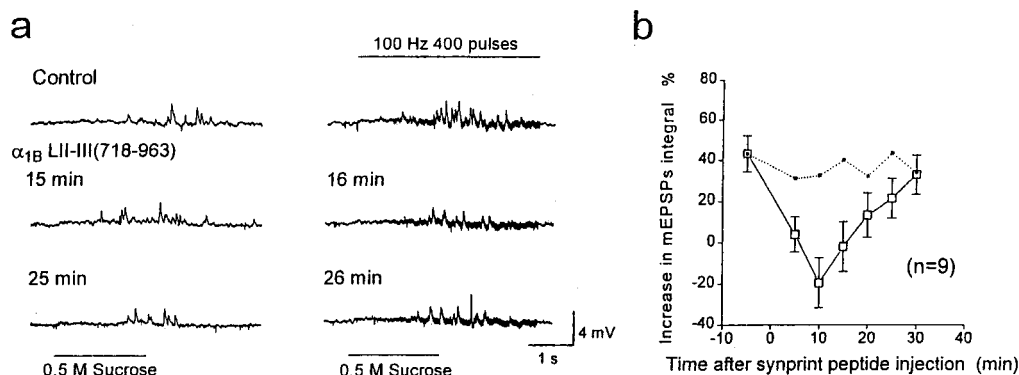 a
100 Hz 400 pulses
Control
α1B LII-III(718-963)
15 min
16 min
25 min
26 min
4 mV
1 s
0.5 M Sucrose
0.5 M Sucrose
b
Increase in mEPSPs integral %
80
60
40
20
0
-20
-40
(n=9)
-10 0 10 20 30 40
Time after synprint peptide injection (min)